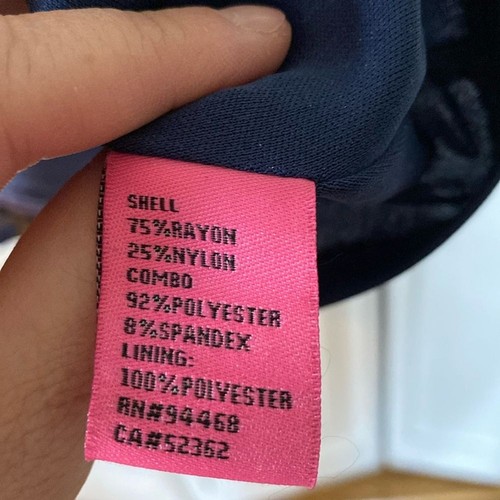 SHELL
75%RAYON
25%NYLON
COMBO
92%POLYESTER
8%SPANDEX
LINING:
100%POLYESTER
RN#94468
CA#52362